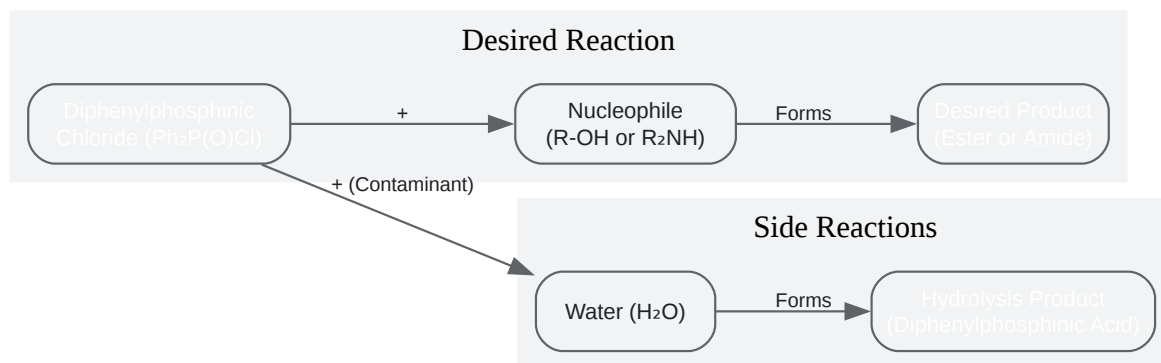 Desired Reaction
Diphenylphosphinic
Chloride (Ph₂P(O)Cl)
+
Nucleophile
(R-OH or R₂NH)
Forms
Desired Product
(Ester or Amide)
+ (Contaminant)
Side Reactions
Water (H₂O)
Forms
Hydrolysis Product
(Diphenylphosphinic Acid)